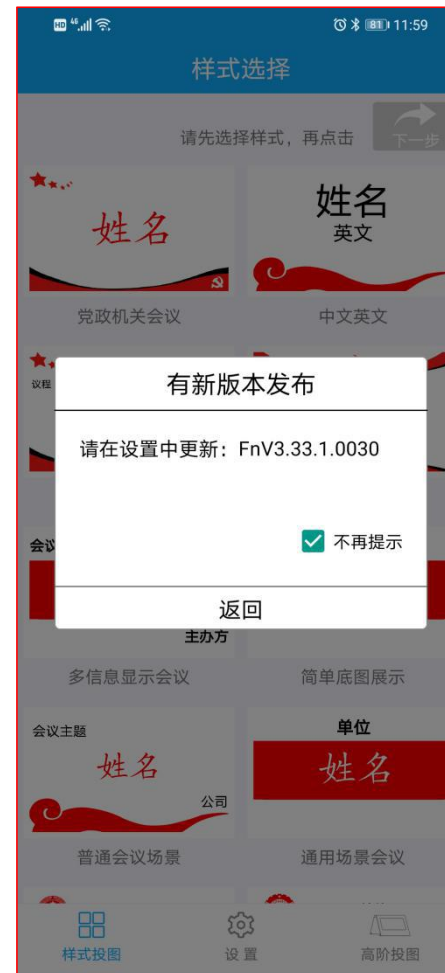 HD 46 81 11:59
样式选择
请先选择样式，再点击 下一步
姓名
姓名
英文
党政机关会议
中文英文
议程
有新版本发布
请在设置中更新：FnV3.33.1.0030
不再提示
返回
会议
主办方
多信息显示会议
简单底图展示
会议主题
姓名
公司
单位
姓名
普通会议场景
通用场景会议
样式投图
设置
高阶投图